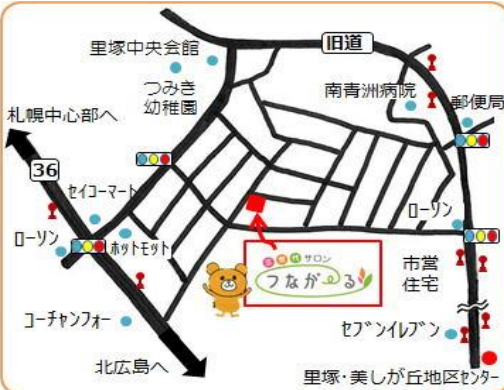 旧道
里塚中央会館
つみき
幼稚園
南青洲病院
郵便局
札幌中心部へ
36
セイコーマート
ローソン
ホットモット
ローソン
三世代サロン
つながーる
市営
住宅
コーチャンフォー
セブンイレブン
北広島へ
里塚・美しが丘地区センター